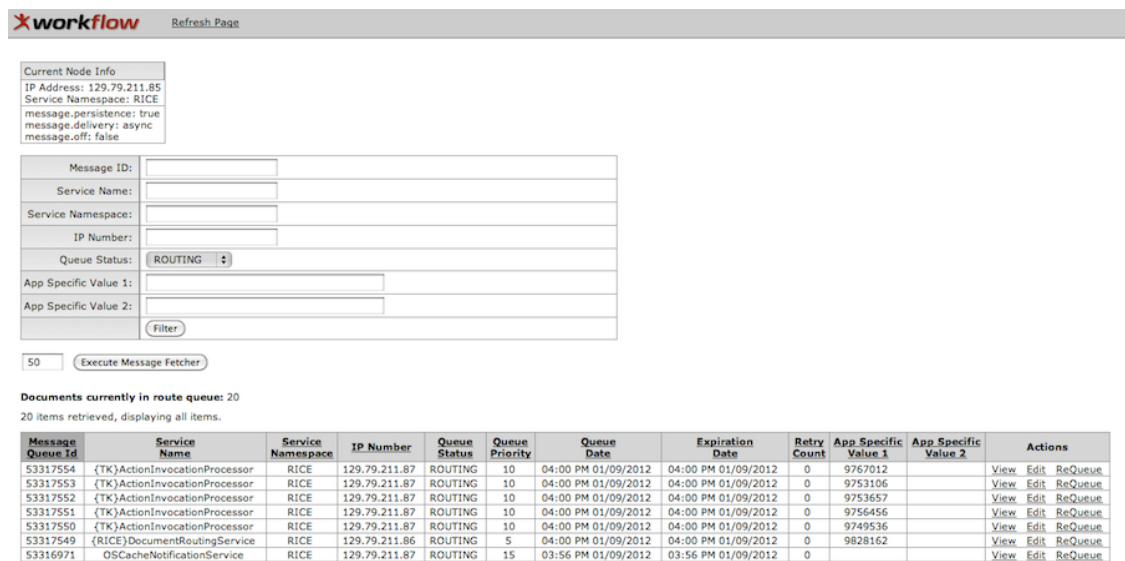 workflow Refresh Page
Current Node Info
IP Address: 129.79.211.85
Service Namespace: RICE
message.persistence: true
message.delivery: async
message.off: false
Message ID:
Service Name:
Service Namespace:
IP Number:
Queue Status: ROUTING
App Specific Value 1:
App Specific Value 2:
Filter
50 Execute Message Fetcher
Documents currently in route queue: 20
20 items retrieved, displaying all items.
Message Queue Id Service Name Service Namespace IP Number Queue Status Queue Priority Queue Date Expiration Date Retry Count App Specific Value 1 App Specific Value 2 Actions
53317554 {TK}ActionInvocationProcessor RICE 129.79.211.87 ROUTING 10 04:00 PM 01/09/2012 04:00 PM 01/09/2012 0 9767012 View Edit ReQueue
53317553 {TK}ActionInvocationProcessor RICE 129.79.211.87 ROUTING 10 04:00 PM 01/09/2012 04:00 PM 01/09/2012 0 9753106 View Edit ReQueue
53317552 {TK}ActionInvocationProcessor RICE 129.79.211.87 ROUTING 10 04:00 PM 01/09/2012 04:00 PM 01/09/2012 0 9753657 View Edit ReQueue
53317551 {TK}ActionInvocationProcessor RICE 129.79.211.87 ROUTING 10 04:00 PM 01/09/2012 04:00 PM 01/09/2012 0 9756456 View Edit ReQueue
53317550 {TK}ActionInvocationProcessor RICE 129.79.211.87 ROUTING 10 04:00 PM 01/09/2012 04:00 PM 01/09/2012 0 9749536 View Edit ReQueue
53317549 {RICE}DocumentRoutingService RICE 129.79.211.86 ROUTING 5 04:00 PM 01/09/2012 04:00 PM 01/09/2012 0 9828162 View Edit ReQueue
53316971 OSCacheNotificationService RICE 129.79.211.87 ROUTING 15 03:56 PM 01/09/2012 03:56 PM 01/09/2012 0 View Edit ReQueue